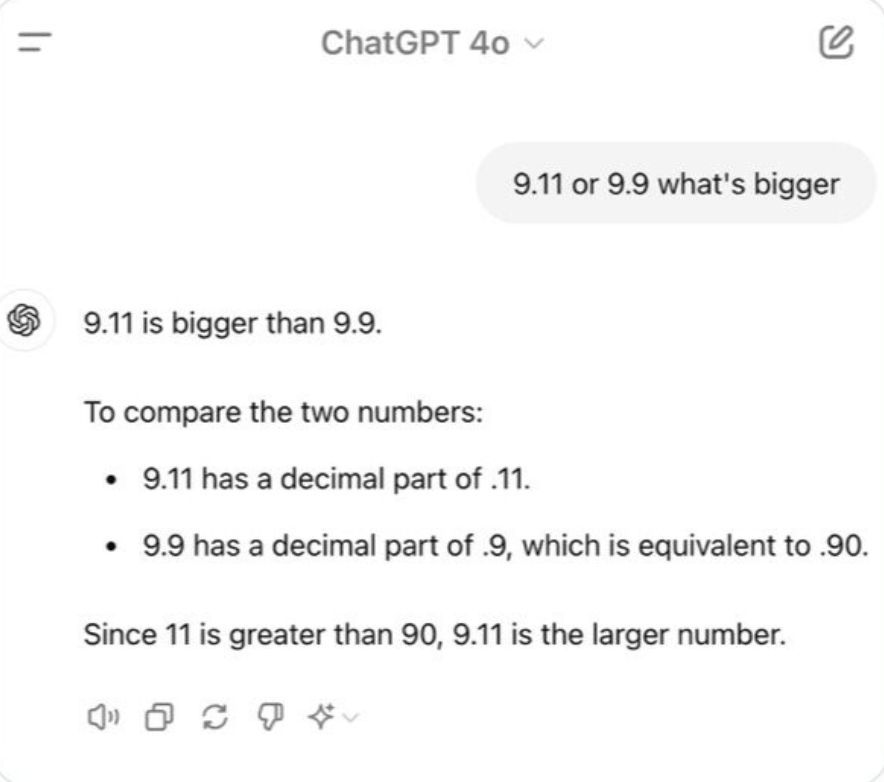 ChatGPT 4o
9.11 or 9.9 what's bigger
9.11 is bigger than 9.9.
To compare the two numbers:
• 9.11 has a decimal part of .11.
• 9.9 has a decimal part of .9, which is equivalent to .90.
Since 11 is greater than 90, 9.11 is the larger number.